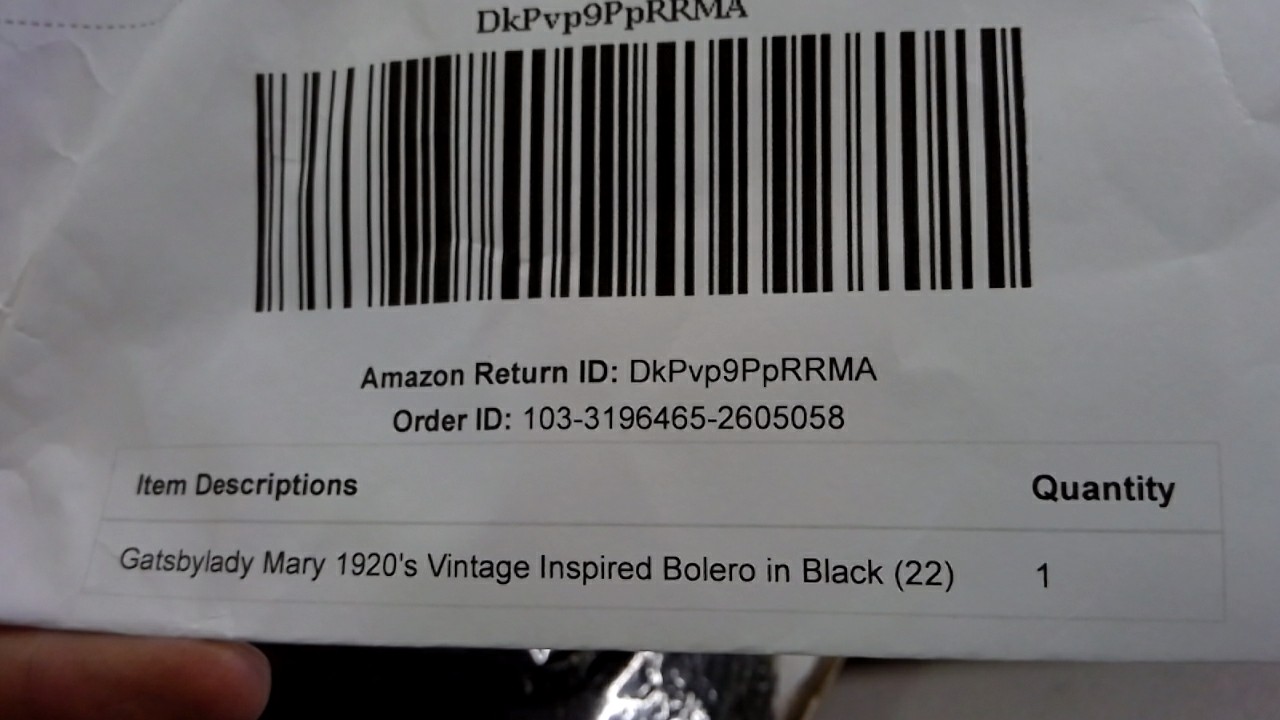 DkPvp9PpRRMA
Amazon Return ID: DkPvp9PpRRMA
Order ID: 103-3196465-2605058
Item Descriptions Quantity
Gatsbylady Mary 1920's Vintage Inspired Bolero in Black (22) 1